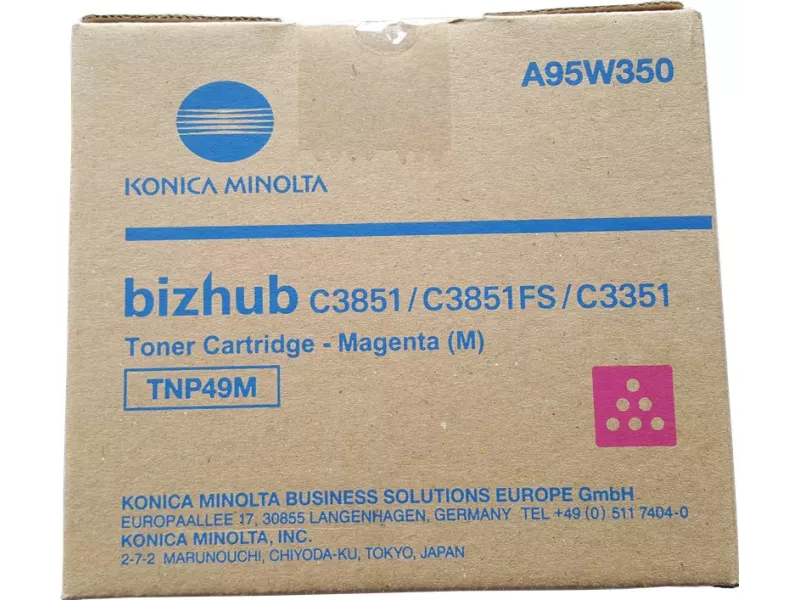 A95W350
KONICA MINOLTA
bizhub C3851/C3851FS/C3351
Toner Cartridge - Magenta (M)
TNP49M
KONICA MINOLTA BUSINESS SOLUTIONS EUROPE GmbH
EUROPAALLEE 17, 30855 LANGENHAGEN, GERMANY TEL +49 (0) 511 7404-0
KONICA MINOLTA, INC.
2-7-2 MARUNOUCHI, CHIYODA-KU, TOKYO, JAPAN